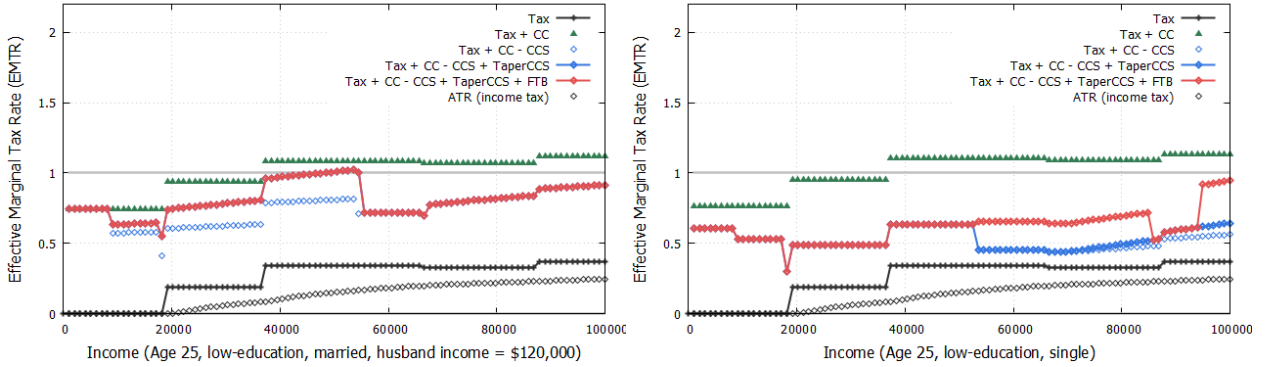 Effective Marginal Tax Rate (EMTR)
2
1.5
1
0.5
0
Tax
Tax + CC
Tax + CC - CCS
Tax + CC - CCS + TaperCCS
Tax + CC - CCS + TaperCCS + FTB
ATR (income tax)
0 20000 40000 60000 80000 100000
Income (Age 25, low-education, married, husband income = $120,000)
Effective Marginal Tax Rate (EMTR)
2
1.5
1
0.5
0
Tax
Tax + CC
Tax + CC - CCS
Tax + CC - CCS + TaperCCS
Tax + CC - CCS + TaperCCS + FTB
ATR (income tax)
0 20000 40000 60000 80000 100000
Income (Age 25, low-education, single)